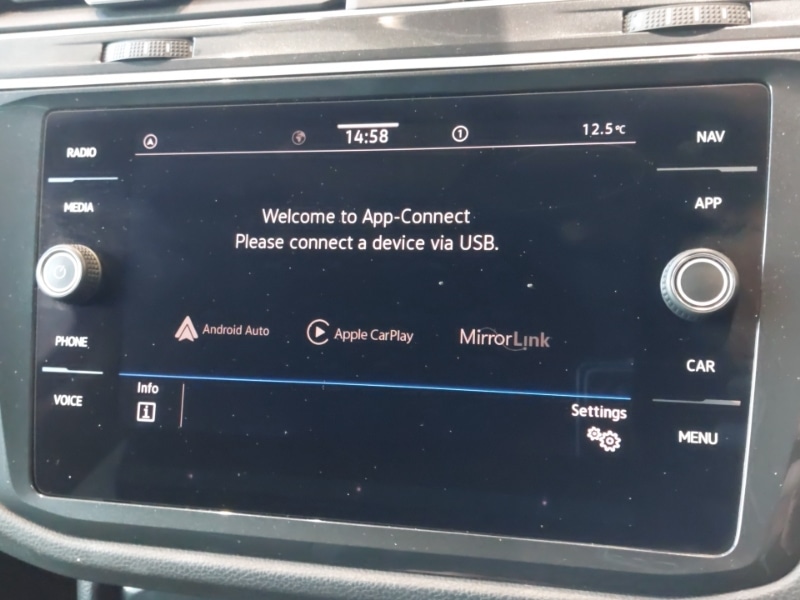 RADIO
MEDIA
PHONE
VOICE
14:58
1
12.5°C
Welcome to App-Connect
Please connect a device via USB.
Android Auto
Apple CarPlay
MirrorLink
Info
i
Settings
NAV
APP
CAR
MENU